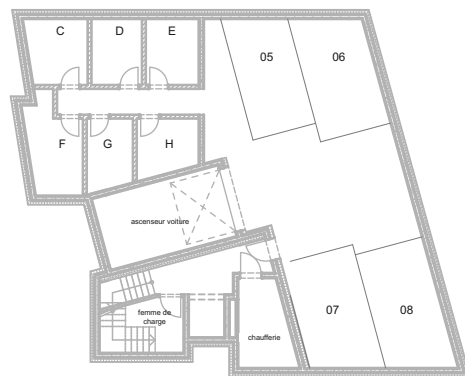 C D E
05 06
F G H
ascenseur voiture
07 08
femme de
charge
chaufferie